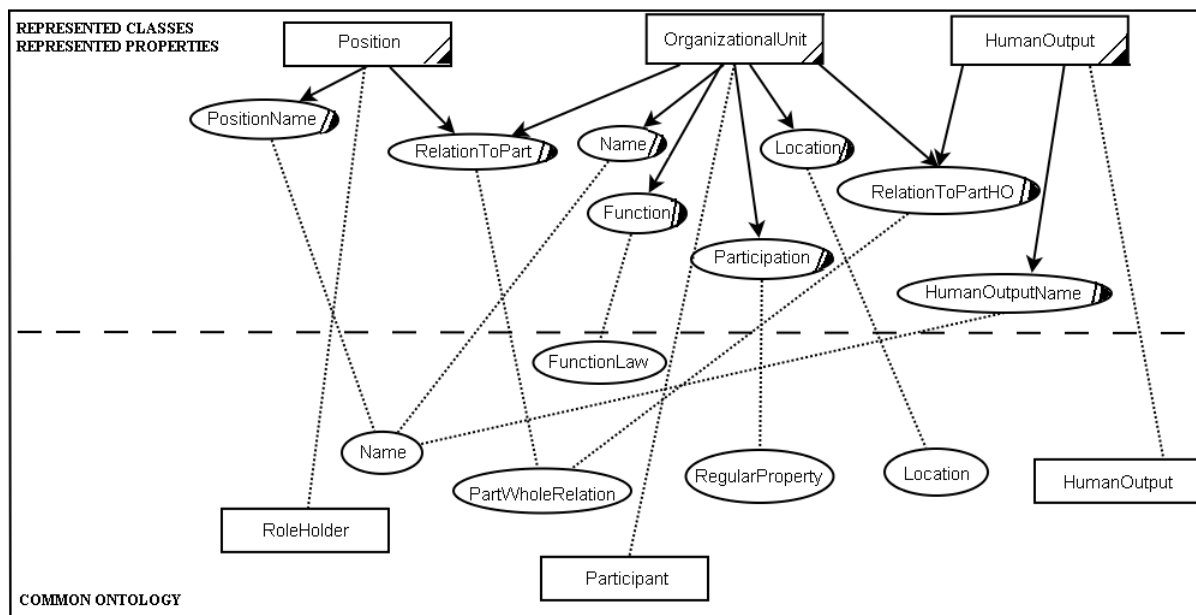 REPRESENTED CLASSES
REPRESENTED PROPERTIES
Position
OrganizationalUnit
HumanOutput
PositionName
RelationToPart
Name
Location
RelationToPartHO
Function
Participation
HumanOutputName
FunctionLaw
Name
PartWholeRelation
RegularProperty
Location
HumanOutput
RoleHolder
Participant
COMMON ONTOLOGY